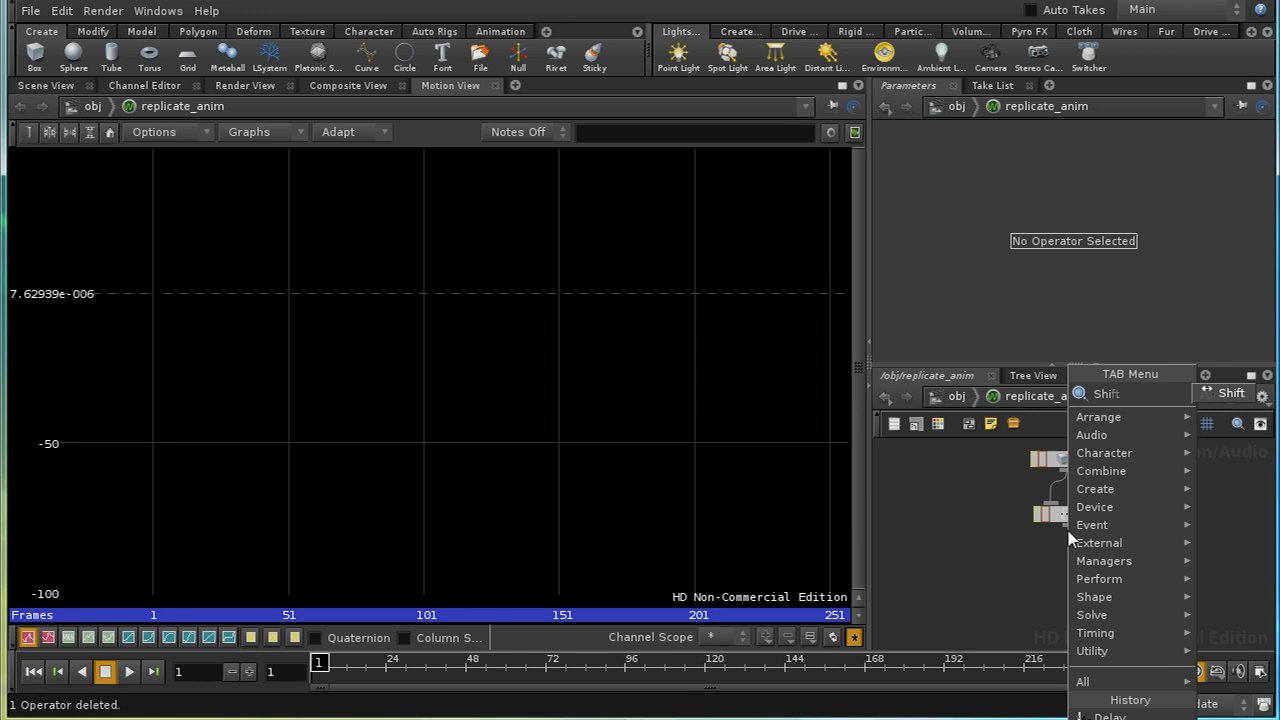 File Edit Render Windows Help Auto Takes Main
Create Modify Model Polygon Deform Texture Character Auto Rigs Animation Lights... Create... Drive ... Rigid ... Partic... Volum... Pyro FX Cloth Wires Fur Drive ...
Box Sphere Tube Torus Grid Metaball LSystem Platonic S... Curve Circle Font File Null Rivet Sticky Point Light Spot Light Area Light Distant Li... Environm... Ambient L... Camera Stereo Ca... Switcher
Scene View Channel Editor Render View Composite View Motion View Parameters Take List
obj replicate_anim obj replicate_anim
Options Graphs Adapt Notes Off
No Operator Selected
7.62939e-006
/obj/replicate_anim Tree View
TAB Menu
obj replicate_a
Shift Shift
Arrange
Audio
Character
Combine
Create
Device
Event
External
Managers
Perform
Shape
Solve
Timing
Utility
All
History
Delay
ion/Audio
-50
-100
HD Non-Commercial Edition
Frames 1 51 101 151 201 251
Quaternion Column S... Channel Scope *
HD Edition
1 1 1 24 48 72 96 120 144 168 192 216
1 Operator deleted.
date